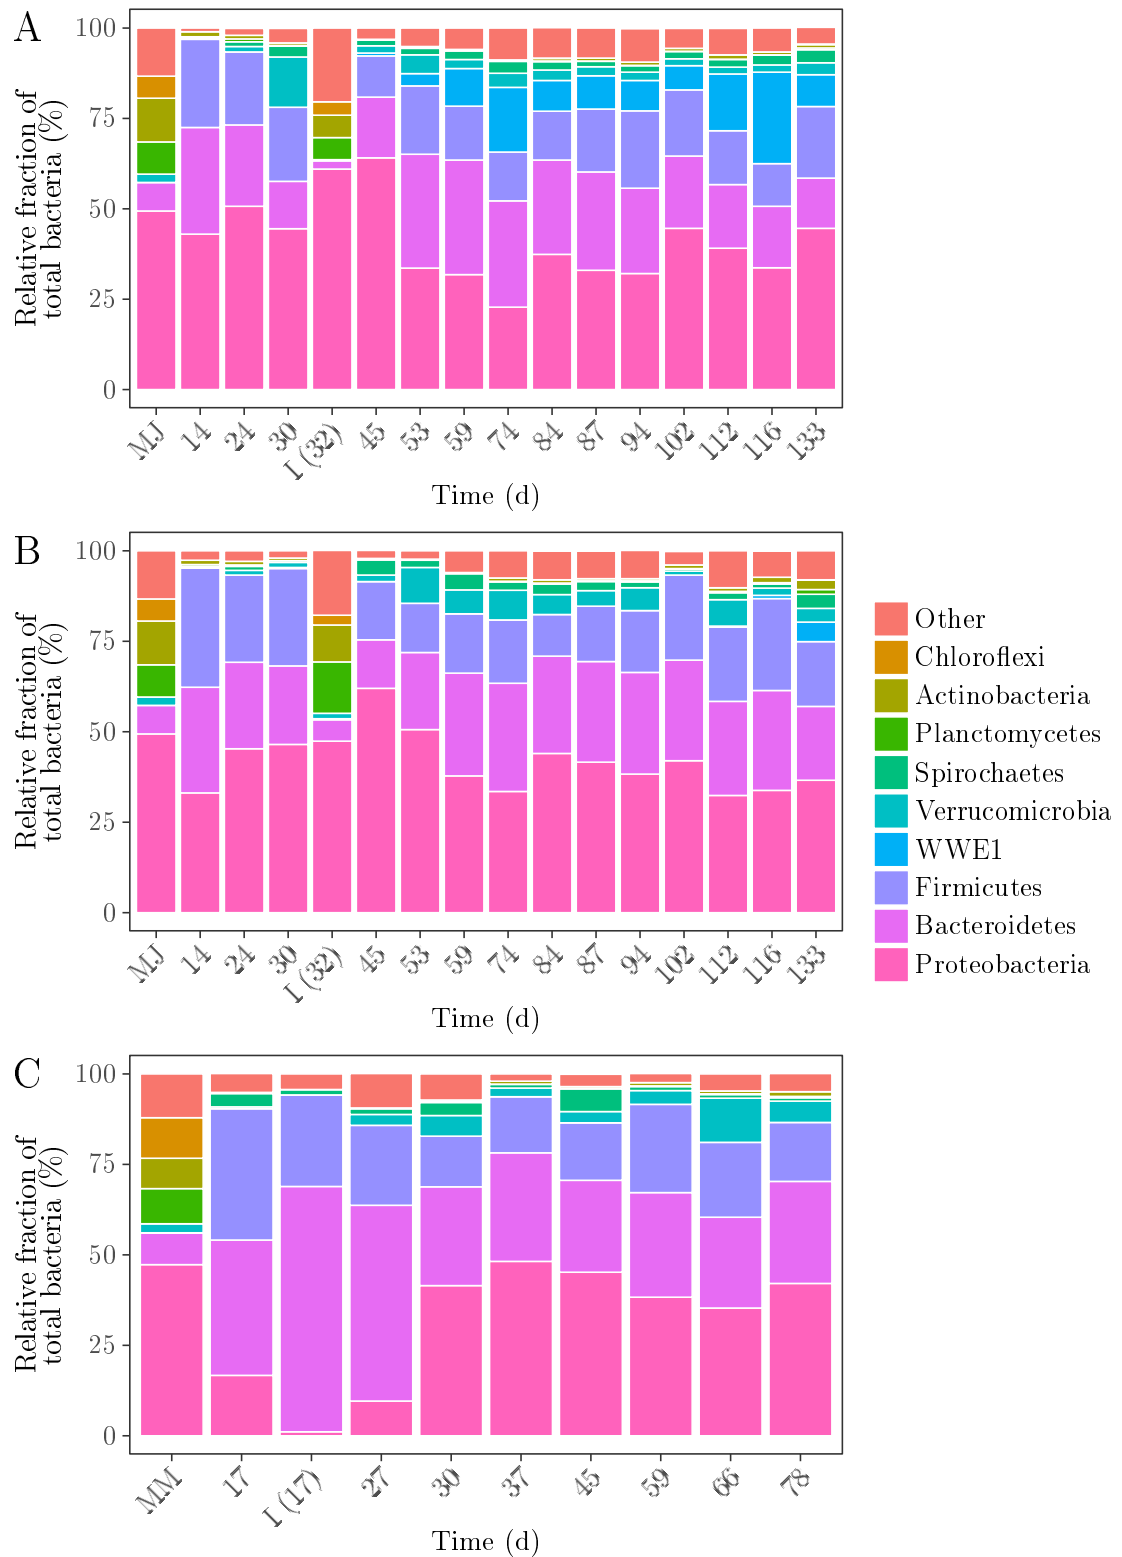 A
Relative fraction of
total bacteria (%)
100
75
50
25
0
MJ 14 24 30 I (32) 45 53 59 74 84 87 94 102 112 116 133
Time (d)
B
Relative fraction of
total bacteria (%)
100
75
50
25
0
MJ 14 24 30 I (32) 45 53 59 74 84 87 94 102 112 116 133
Time (d)
Other
Chloroflexi
Actinobacteria
Planctomycetes
Spirochaetes
Verrucomicrobia
WWE1
Firmicutes
Bacteroidetes
Proteobacteria
C
Relative fraction of
total bacteria (%)
100
75
50
25
0
MM 17 I (17) 27 30 37 45 59 66 78
Time (d)